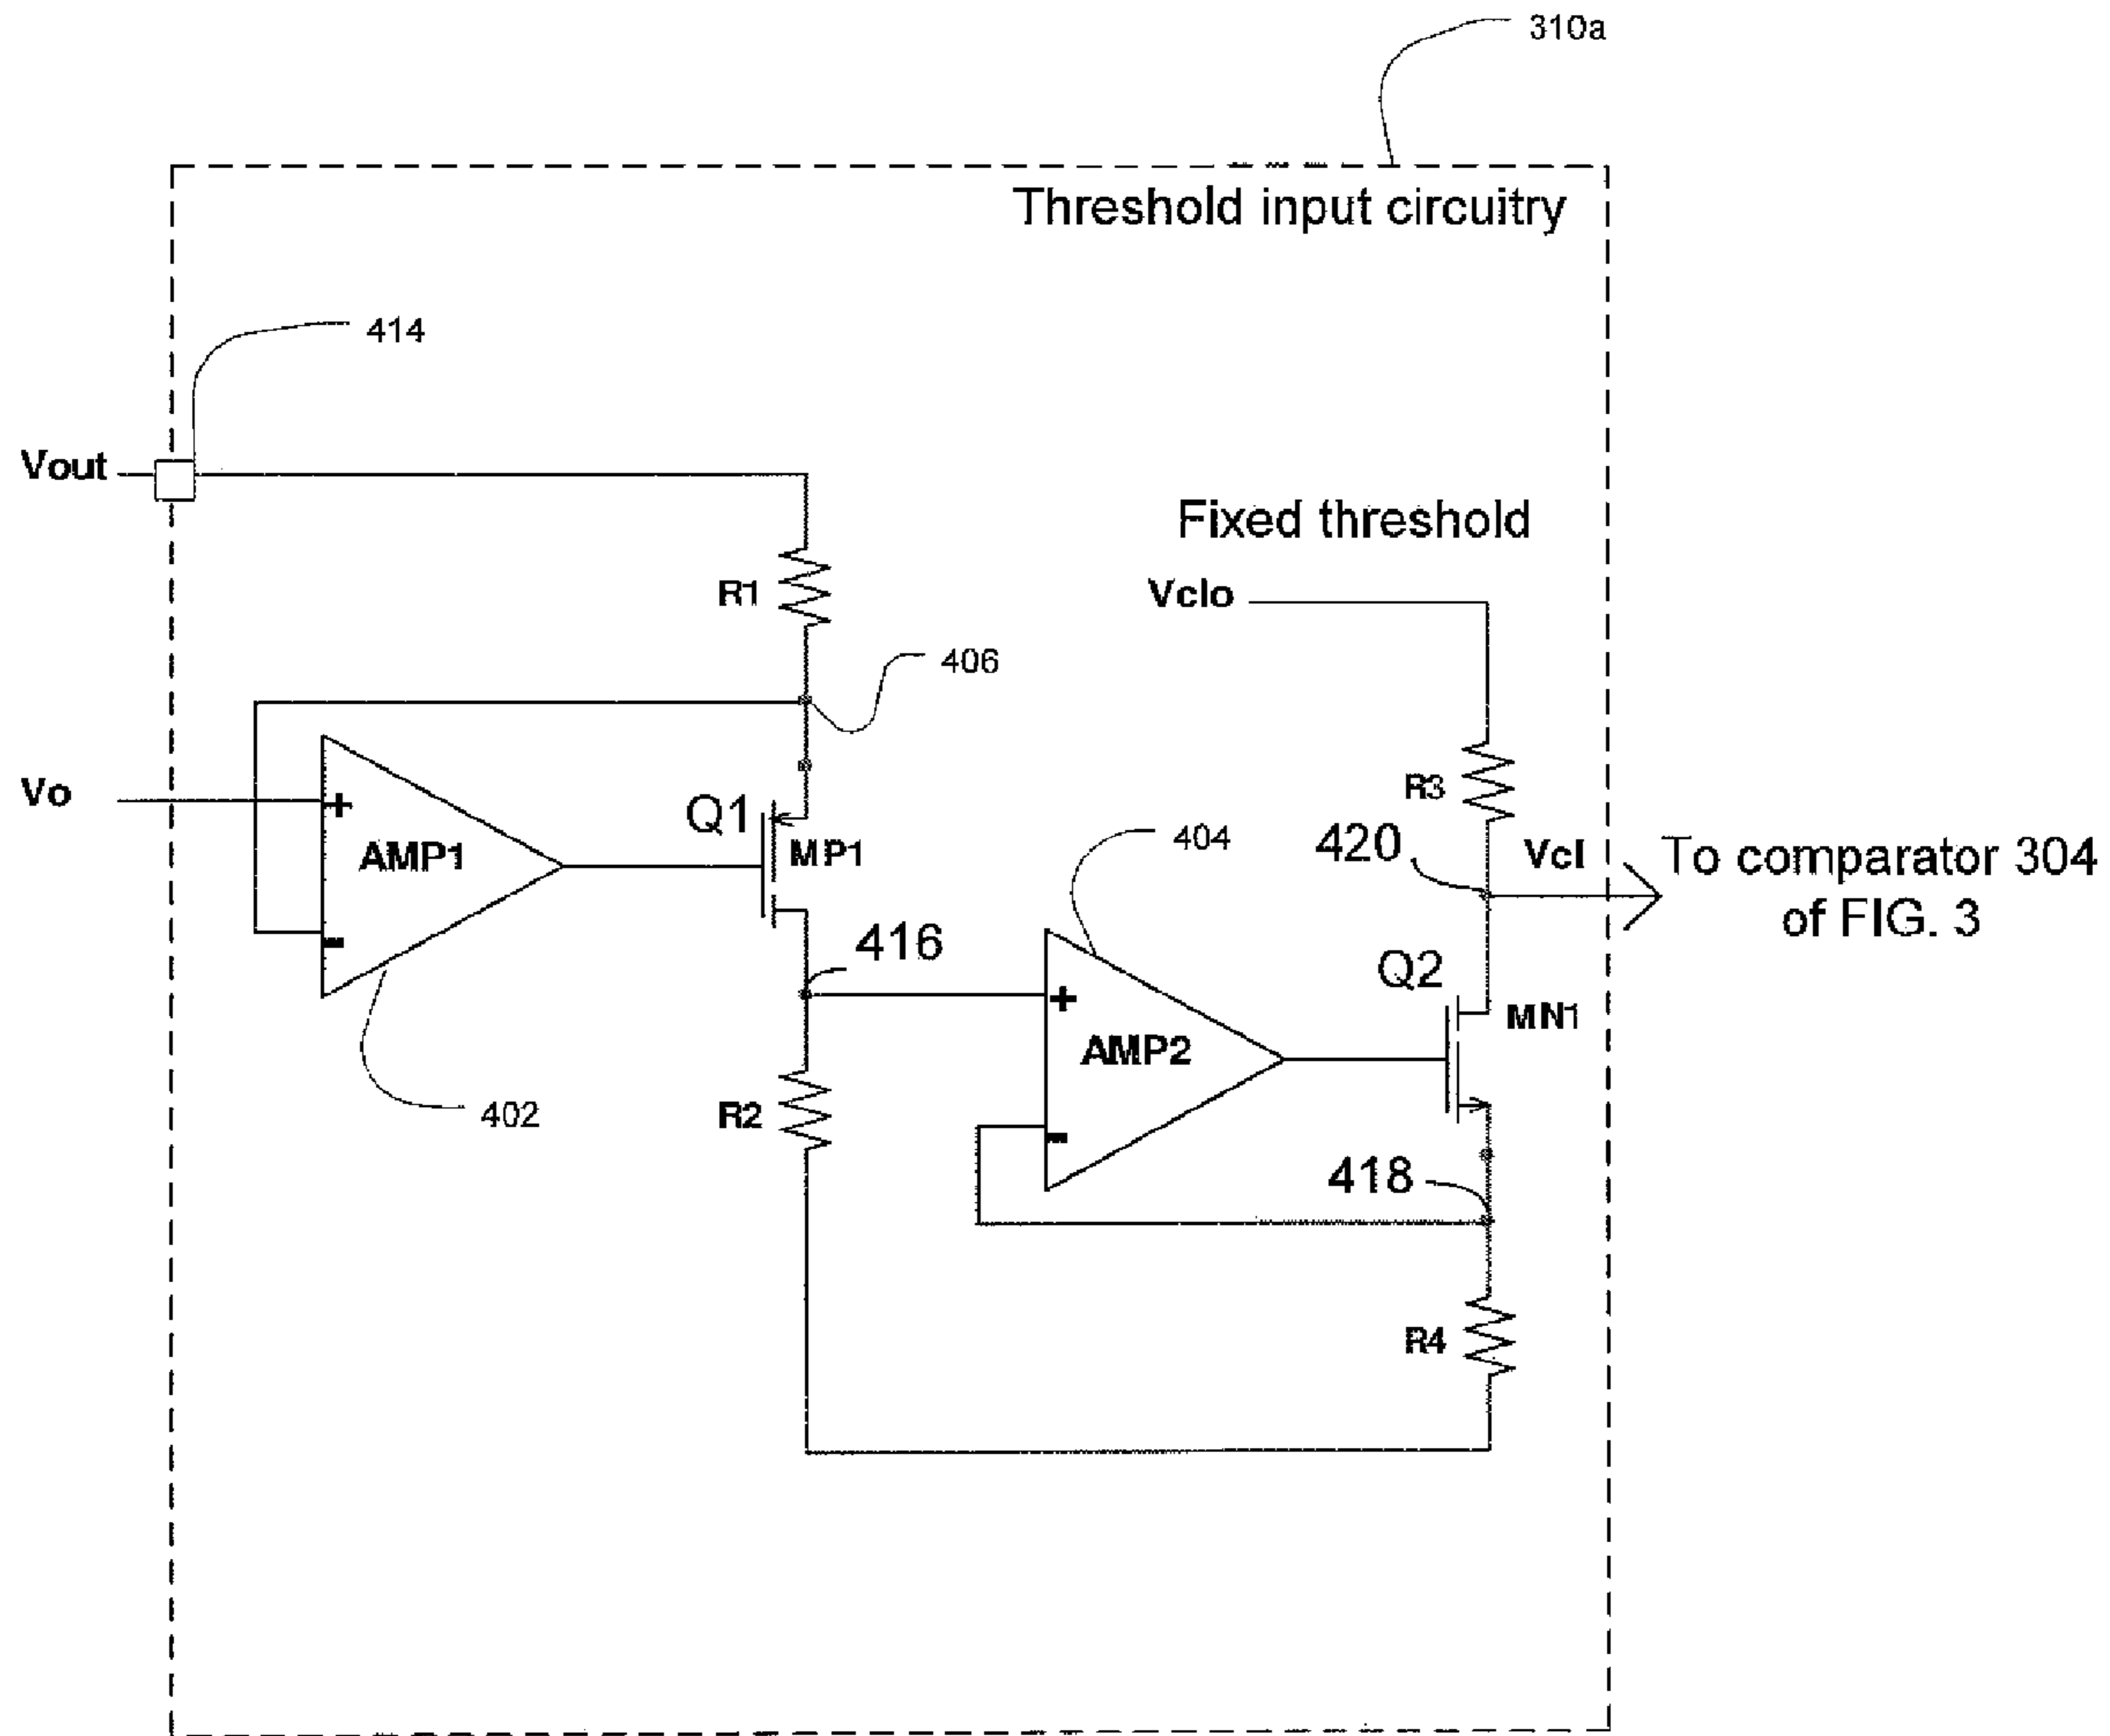 310a
Threshold input circuitry
414
Vout
Fixed threshold
R1
Vclo
406
Vo
+
AMP1
-
Q1
MP1
R3
404
420
Vcl
To comparator 304
of FIG. 3
416
Q2
+
AMP2
-
MN1
R2
402
418
R4